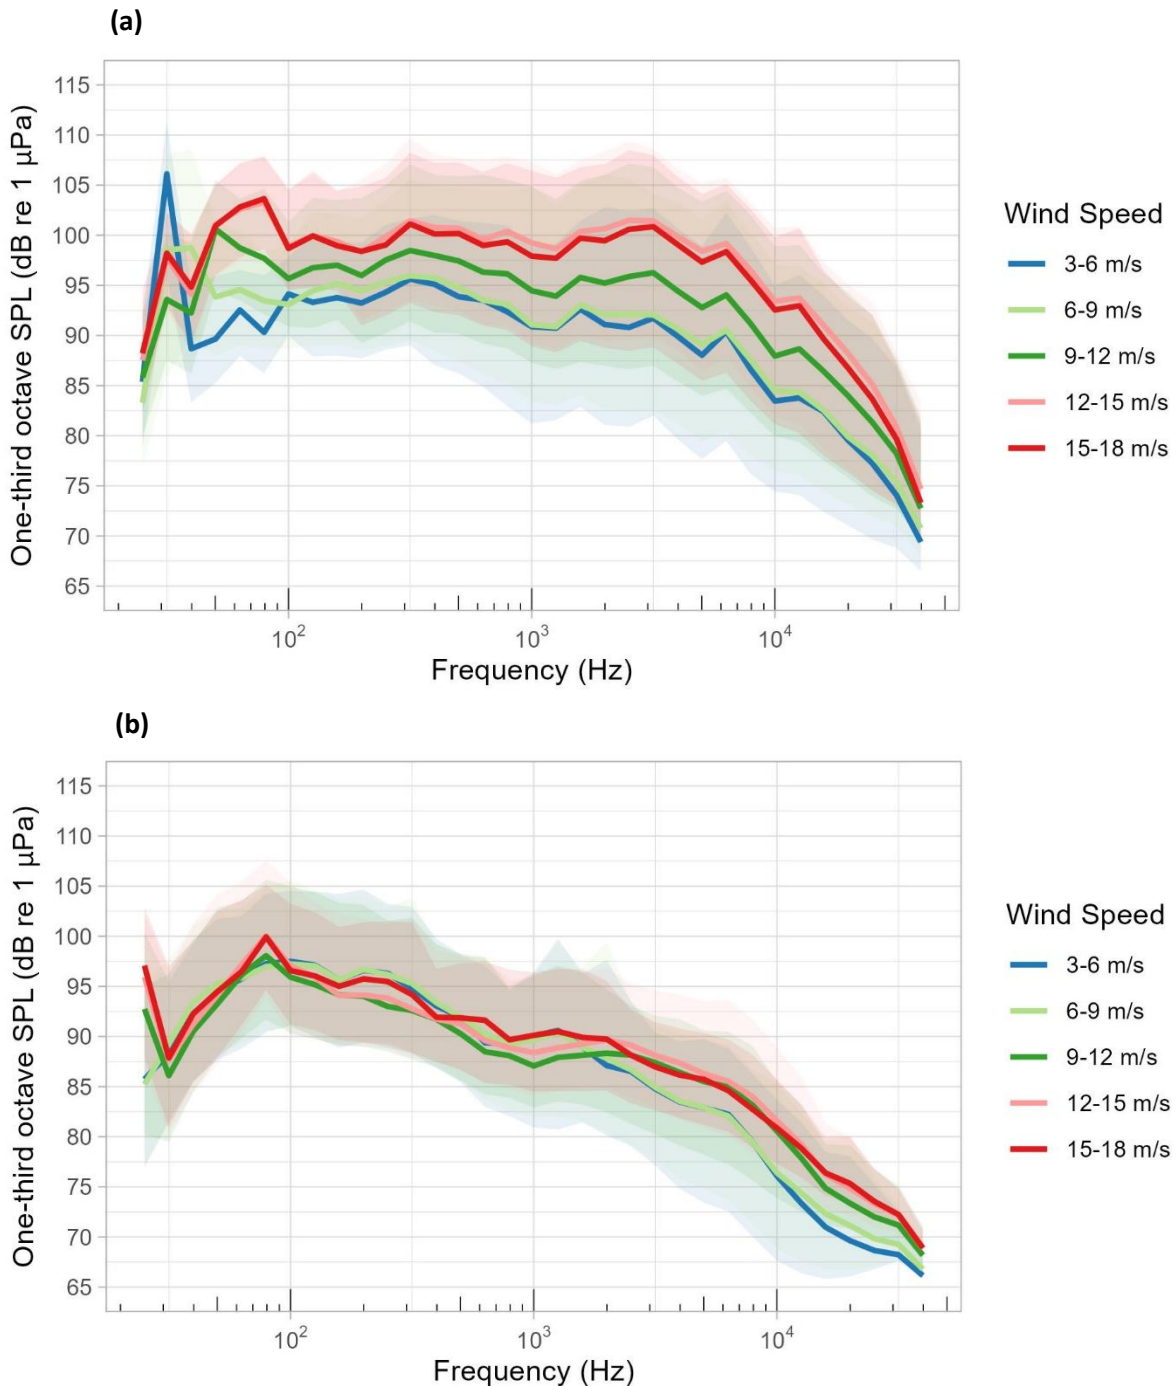 (a)
One-third octave SPL (dB re 1 μPa)
115
110
105
100
95
90
85
80
75
70
65
10²
10³
10⁴
Frequency (Hz)
Wind Speed
3-6 m/s
6-9 m/s
9-12 m/s
12-15 m/s
15-18 m/s
(b)
One-third octave SPL (dB re 1 μPa)
115
110
105
100
95
90
85
80
75
70
65
10²
10³
10⁴
Frequency (Hz)
Wind Speed
3-6 m/s
6-9 m/s
9-12 m/s
12-15 m/s
15-18 m/s